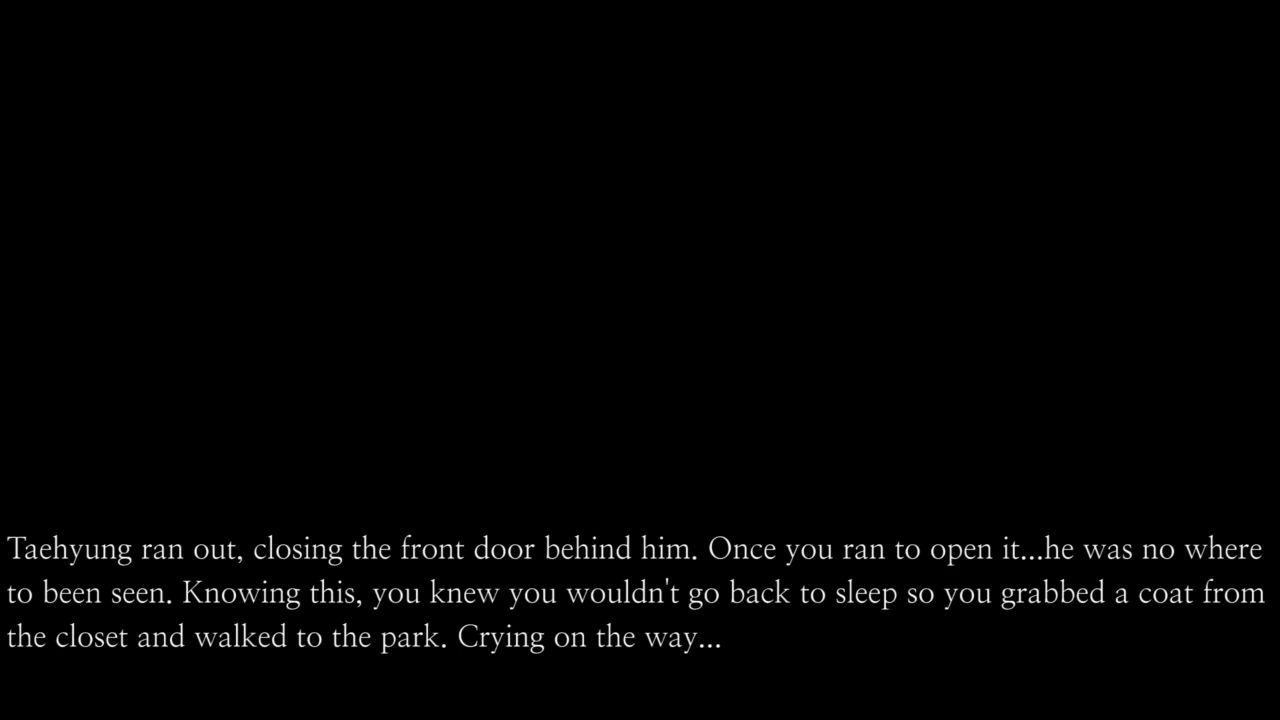 Taehyung ran out, closing the front door behind him. Once you ran to open it...he was no where
to been seen. Knowing this, you knew you wouldn't go back to sleep so you grabbed a coat from
the closet and walked to the park. Crying on the way...